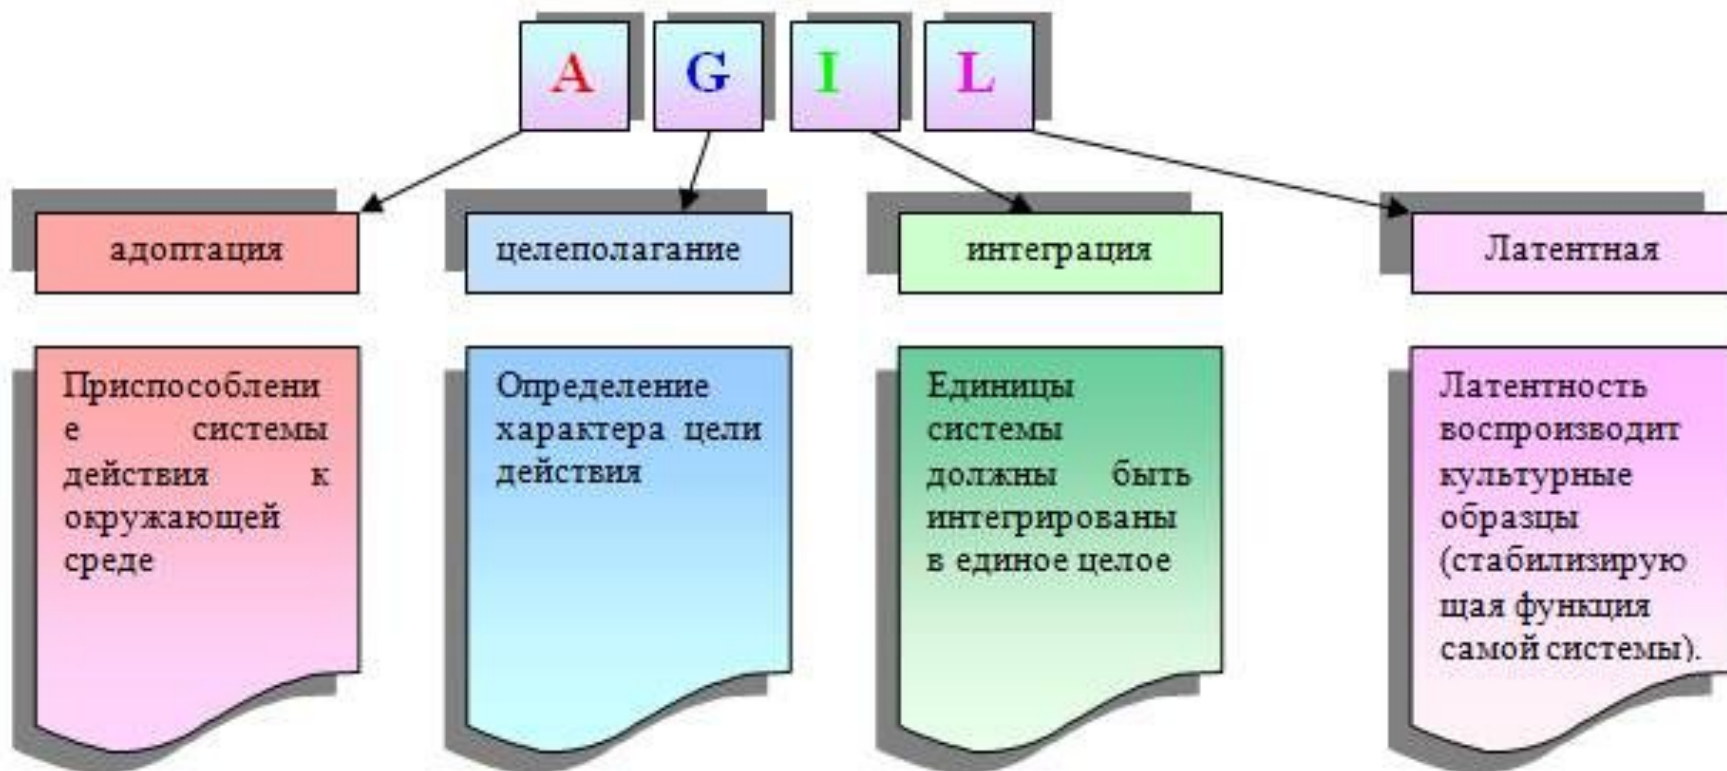 A G I L
адоптация
целеполагание
интеграция
Латентная
Приспособлени
е системы
действия к
окружающей
среде
Определение
характера цели
действия
Единицы
системы
должны быть
интегрированы
в единое целое
Латентность
воспроизводит
культурные
образцы
(стабилизирую
щая функция
самой системы).